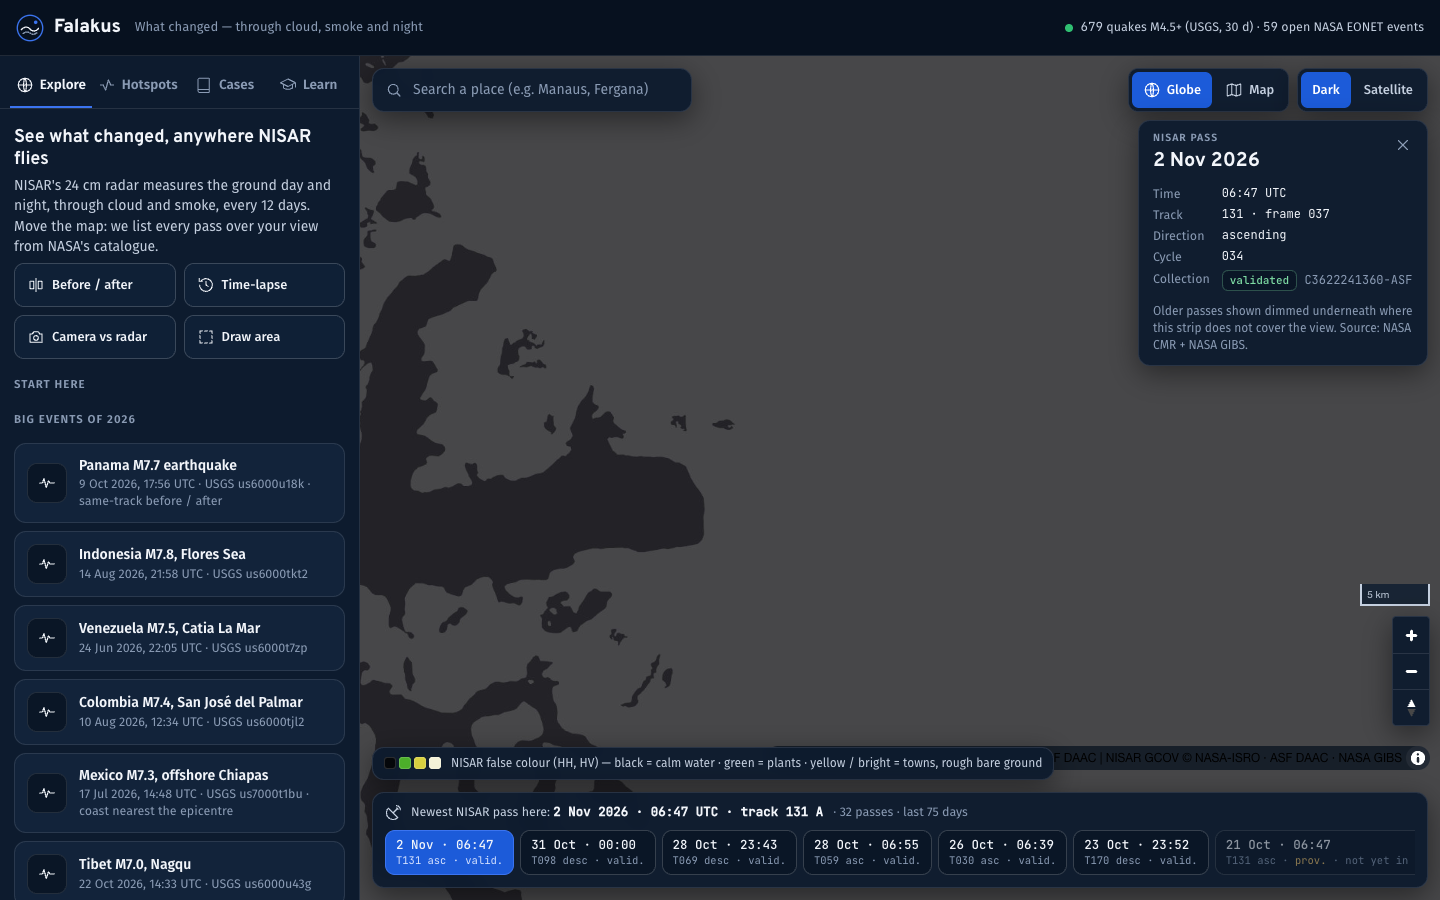 Falakus
What changed — through cloud, smoke and night
679 quakes M4.5+ (USGS, 30 d) · 59 open NASA EONET events
Explore
Hotspots
Cases
Learn
See what changed, anywhere NISAR
flies
NISAR's 24 cm radar measures the ground day and
night, through cloud and smoke, every 12 days.
Move the map: we list every pass over your view
from NASA's catalogue.
Before / after
Time-lapse
Camera vs radar
Draw area
START HERE
BIG EVENTS OF 2026
Panama M7.7 earthquake
9 Oct 2026, 17:56 UTC · USGS us6000u18k ·
same-track before / after
Indonesia M7.8, Flores Sea
14 Aug 2026, 21:58 UTC · USGS us6000tkt2
Venezuela M7.5, Catia La Mar
24 Jun 2026, 22:05 UTC · USGS us6000t7zp
Colombia M7.4, San José del Palmar
10 Aug 2026, 12:34 UTC · USGS us6000tjl2
Mexico M7.3, offshore Chiapas
17 Jul 2026, 14:48 UTC · USGS us7000t1bu ·
coast nearest the epicentre
Tibet M7.0, Nagqu
22 Oct 2026, 14:33 UTC · USGS us6000u43g
Search a place (e.g. Manaus, Fergana)
Globe
Map
Dark
Satellite
NISAR PASS
2 Nov 2026
Time 06:47 UTC
Track 131 · frame 037
Direction ascending
Cycle 034
Collection validated C3622241360-ASF
Older passes shown dimmed underneath where
this strip does not cover the view. Source: NASA
CMR + NASA GIBS.
5 km
F DAAC | NISAR GCOV © NASA-ISRO · ASF DAAC · NASA GIBS
NISAR false colour (HH, HV) — black = calm water · green = plants · yellow / bright = towns, rough bare ground
Newest NISAR pass here: 2 Nov 2026 · 06:47 UTC · track 131 A · 32 passes · last 75 days
2 Nov · 06:47
T131 asc · valid.
31 Oct · 00:00
T098 desc · valid.
28 Oct · 23:43
T069 desc · valid.
28 Oct · 06:55
T059 asc · valid.
26 Oct · 06:39
T030 asc · valid.
23 Oct · 23:52
T170 desc · valid.
21 Oct · 06:47
T131 asc · prov. · not yet in